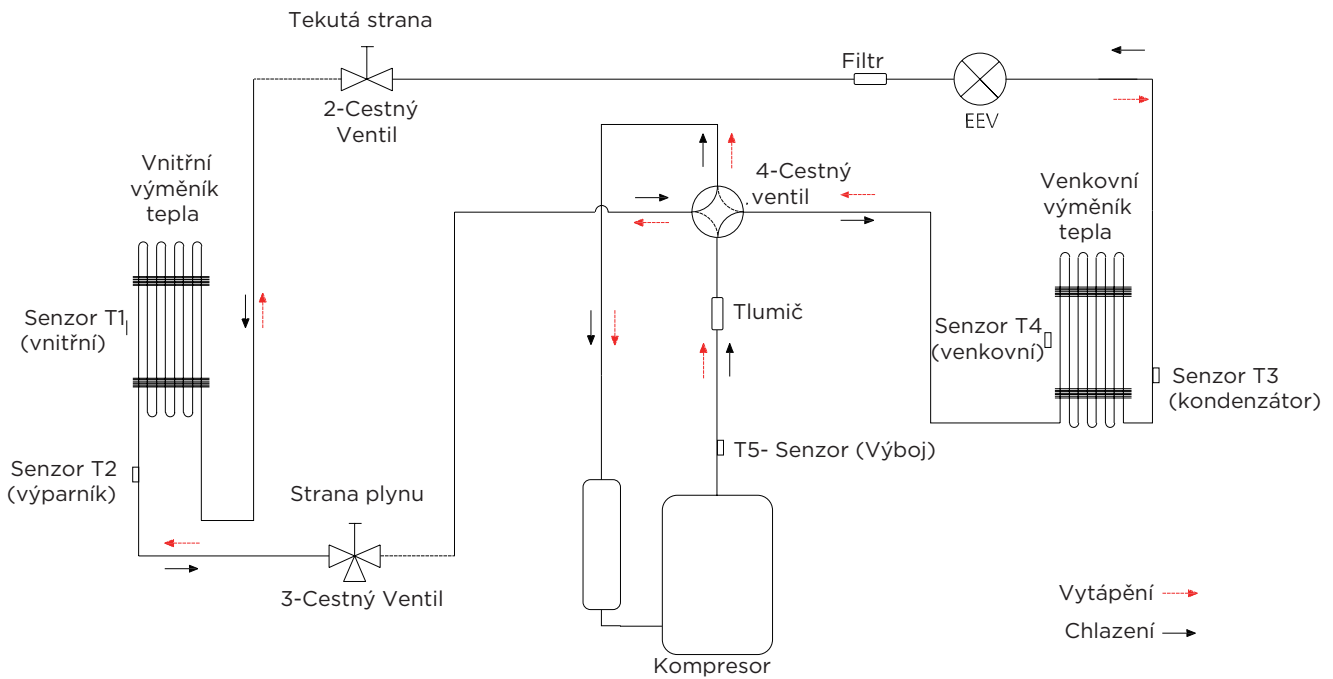 Tekutá strana
2-Cestný
Ventil
Filtr
EEV
Vnitřní
výměník
tepla
4-Cestný
ventil
Venkovní
výměník
tepla
Senzor T1
(vnitřní)
Tlumič
Senzor T4
(venkovní)
Senzor T3
(kondenzátor)
T5- Senzor (Výboj)
Senzor T2
(výparník)
Strana plynu
3-Cestný Ventil
Kompresor
Vytápění
Chlazení